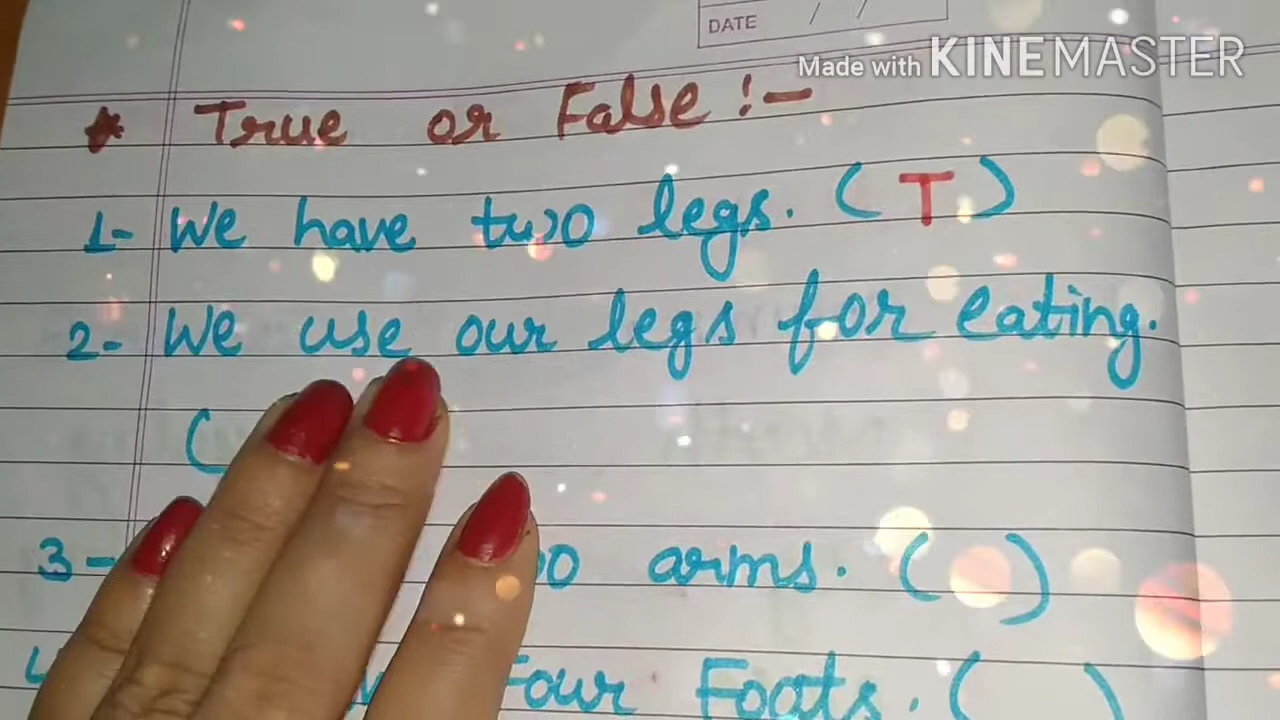 DATE / /
Made with KINEMASTER
* True or False :-
1- We have two legs. ( T )
2- We use our legs for eating.
(
3- arms. ( )
Four Foots. ( )